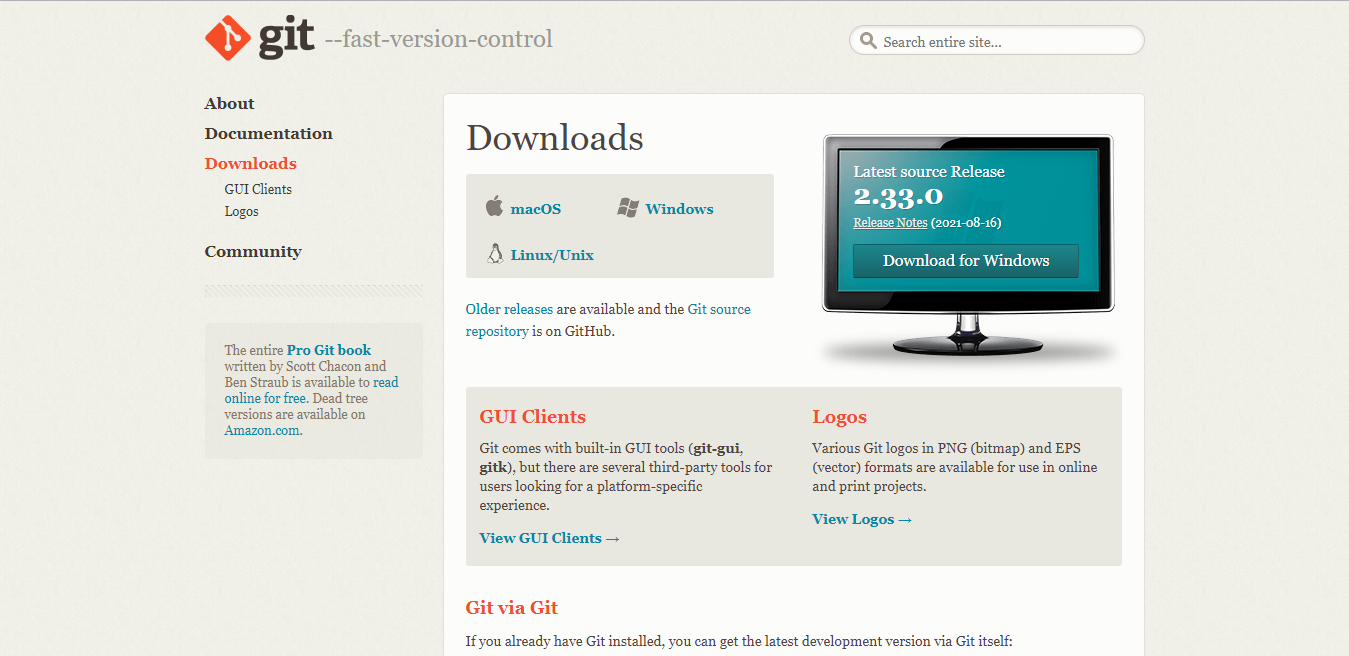 git --fast-version-control
Search entire site...
About
Documentation
Downloads
GUI Clients
Logos
Community
The entire Pro Git book
written by Scott Chacon and
Ben Straub is available to read
online for free. Dead tree
versions are available on
Amazon.com.
Downloads
macOS
Windows
Linux/Unix
Older releases are available and the Git source
repository is on GitHub.
Latest source Release
2.33.0
Release Notes (2021-08-16)
Download for Windows
GUI Clients
Git comes with built-in GUI tools (git-gui,
gitk), but there are several third-party tools for
users looking for a platform-specific
experience.
View GUI Clients →
Logos
Various Git logos in PNG (bitmap) and EPS
(vector) formats are available for use in online
and print projects.
View Logos →
Git via Git
If you already have Git installed, you can get the latest development version via Git itself: